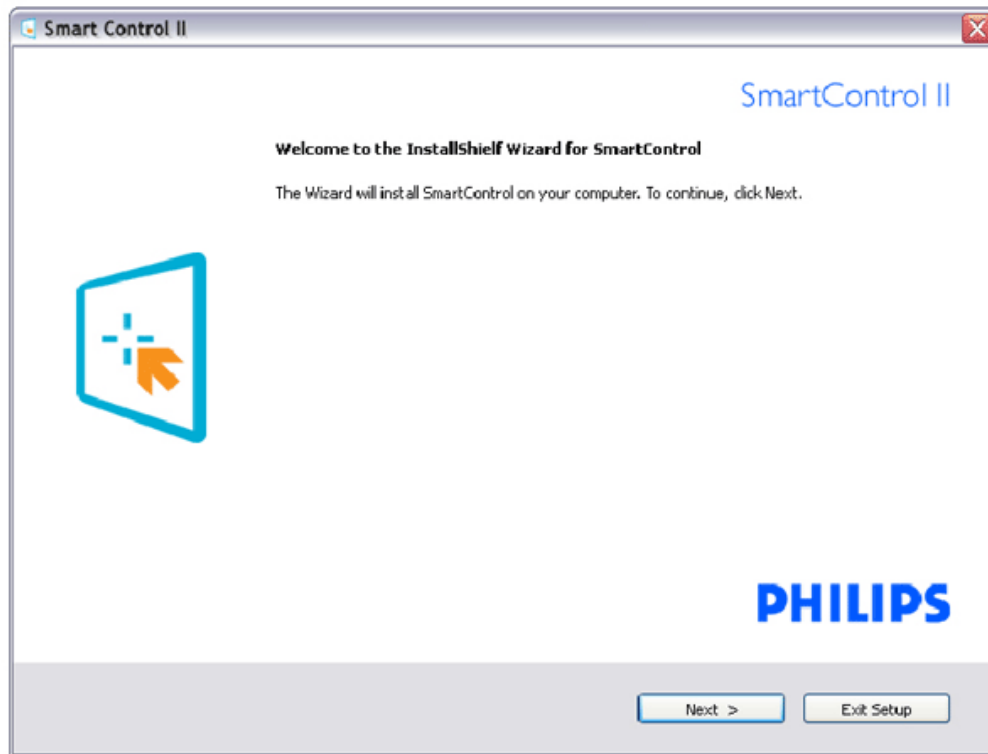 Smart Control II
SmartControl II
Welcome to the InstallShield Wizard for SmartControl
The Wizard will install SmartControl on your computer. To continue, click Next.
PHILIPS
Next >
Exit Setup